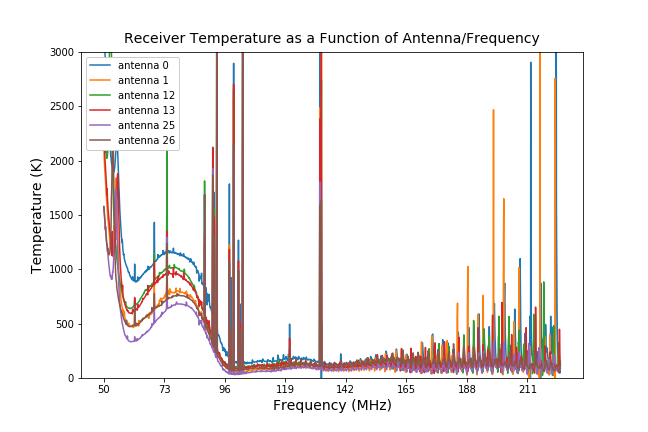 Receiver Temperature as a Function of Antenna/Frequency
3000
2500
2000
1500
1000
500
0
Temperature (K)
antenna 0
antenna 1
antenna 12
antenna 13
antenna 25
antenna 26
50 73 96 119 142 165 188 211
Frequency (MHz)